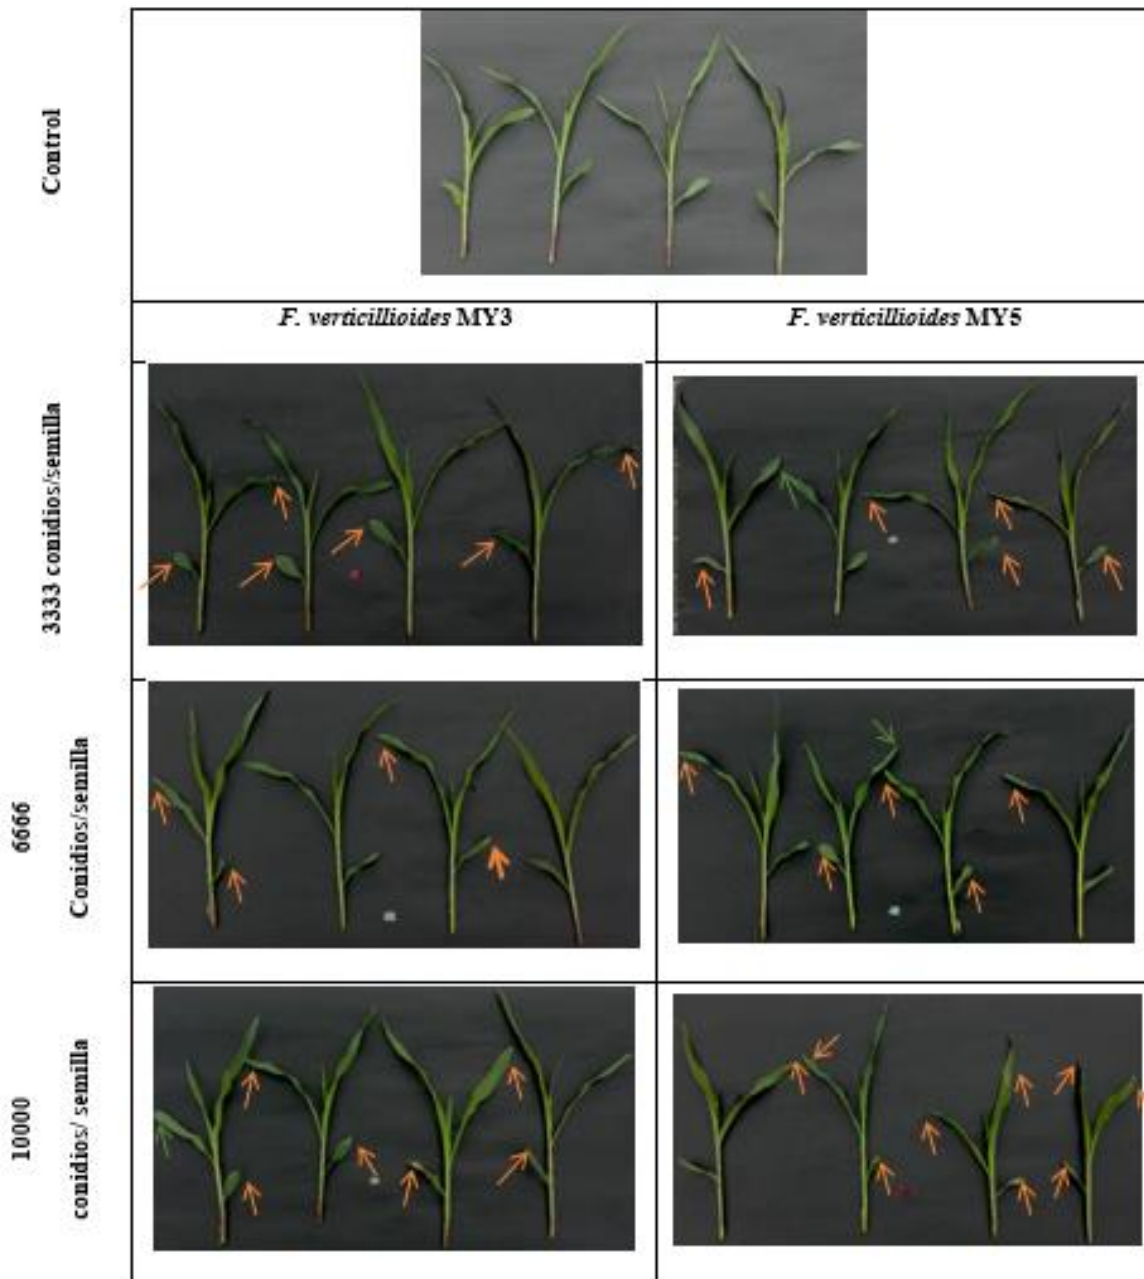 Control
F. verticillioides MY3
F. verticillioides MY5
3333 conidios/semilla
6666
Conidios/semilla
10000
conidios/ semilla